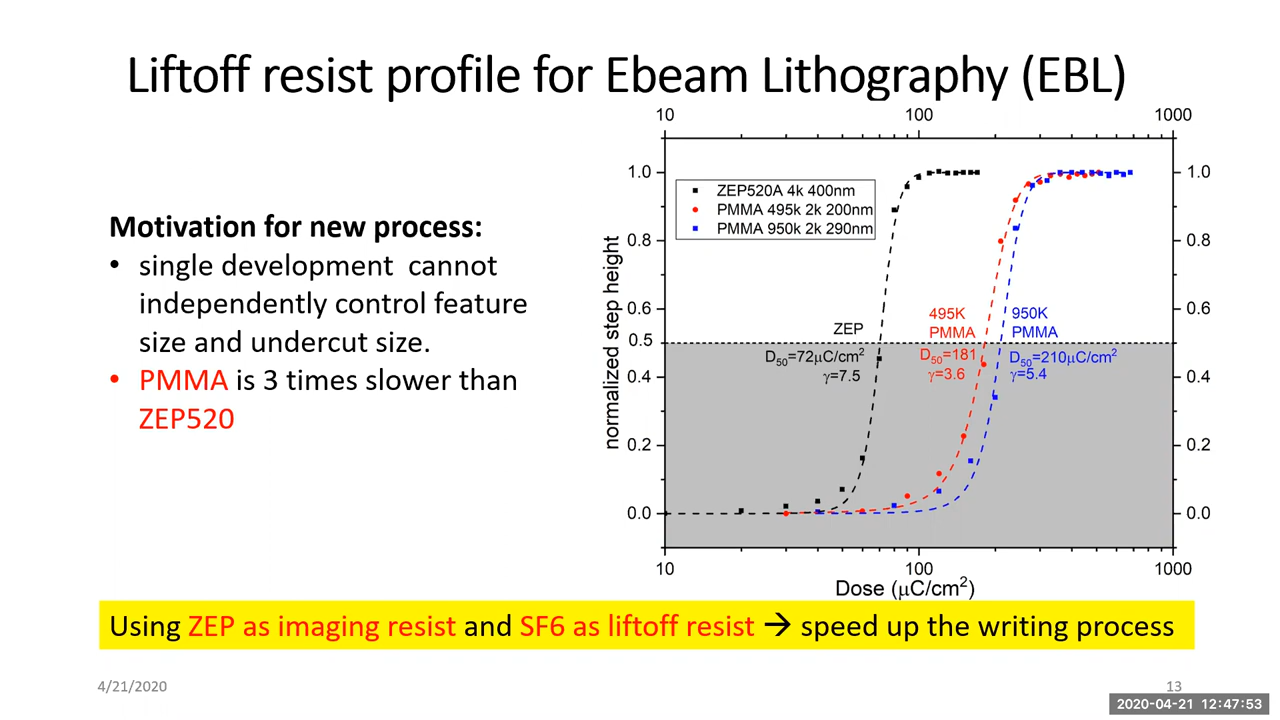 Liftoff resist profile for Ebeam Lithography (EBL)
Motivation for new process:
• single development cannot
independently control feature
size and undercut size.
• PMMA is 3 times slower than
ZEP520
10 100 1000
1.0 1.0
0.8 0.8
0.6 0.6
0.5 0.5
0.4 0.4
0.2 0.2
0.0 0.0
normalized step height
ZEP520A 4k 400nm
PMMA 495k 2k 200nm
PMMA 950k 2k 290nm
ZEP
D50=72μC/cm2
γ=7.5
495K
PMMA
D50=181
γ=3.6
950K
PMMA
D50=210μC/cm2
γ=5.4
10 100 1000
Dose (μC/cm2)
Using ZEP as imaging resist and SF6 as liftoff resist → speed up the writing process
4/21/2020
13
2020-04-21 12:47:53